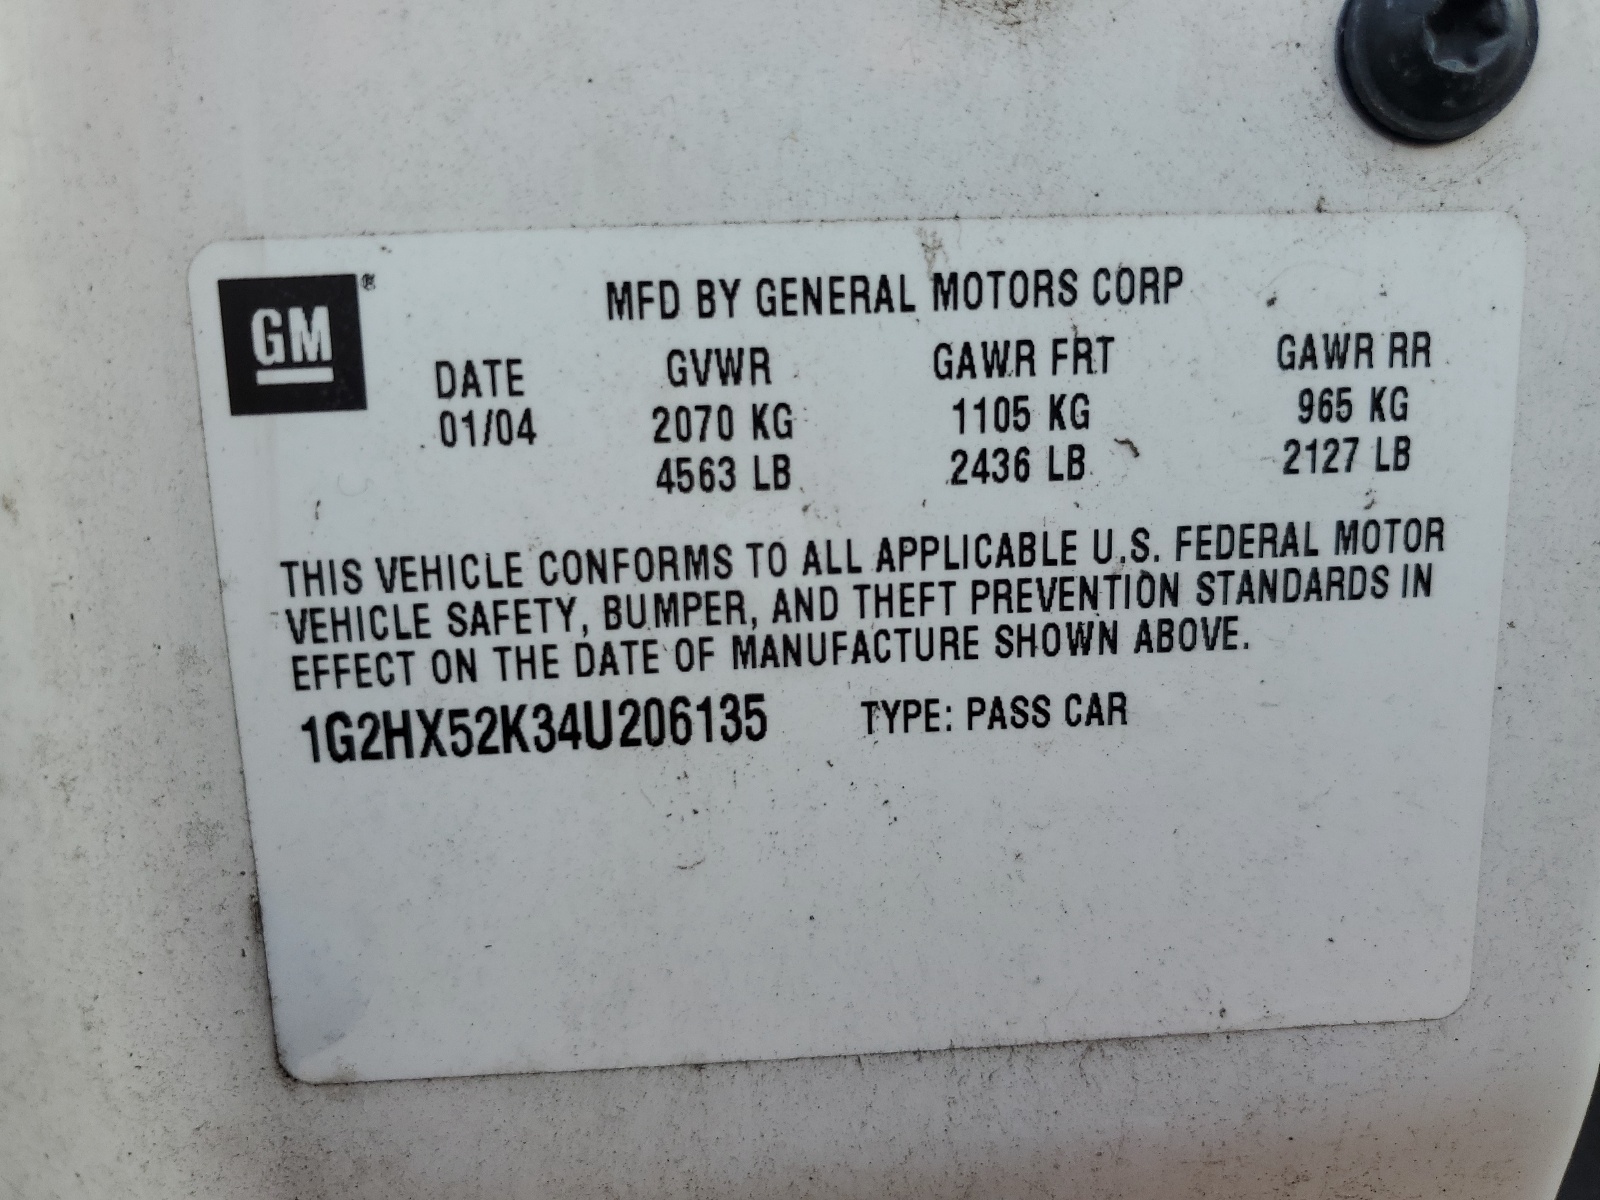 GM®
MFD BY GENERAL MOTORS CORP
DATE GVWR GAWR FRT GAWR RR
01/04 2070 KG 1105 KG 965 KG
4563 LB 2436 LB 2127 LB
THIS VEHICLE CONFORMS TO ALL APPLICABLE U.S. FEDERAL MOTOR
VEHICLE SAFETY, BUMPER, AND THEFT PREVENTION STANDARDS IN
EFFECT ON THE DATE OF MANUFACTURE SHOWN ABOVE.
1G2HX52K34U206135 TYPE: PASS CAR